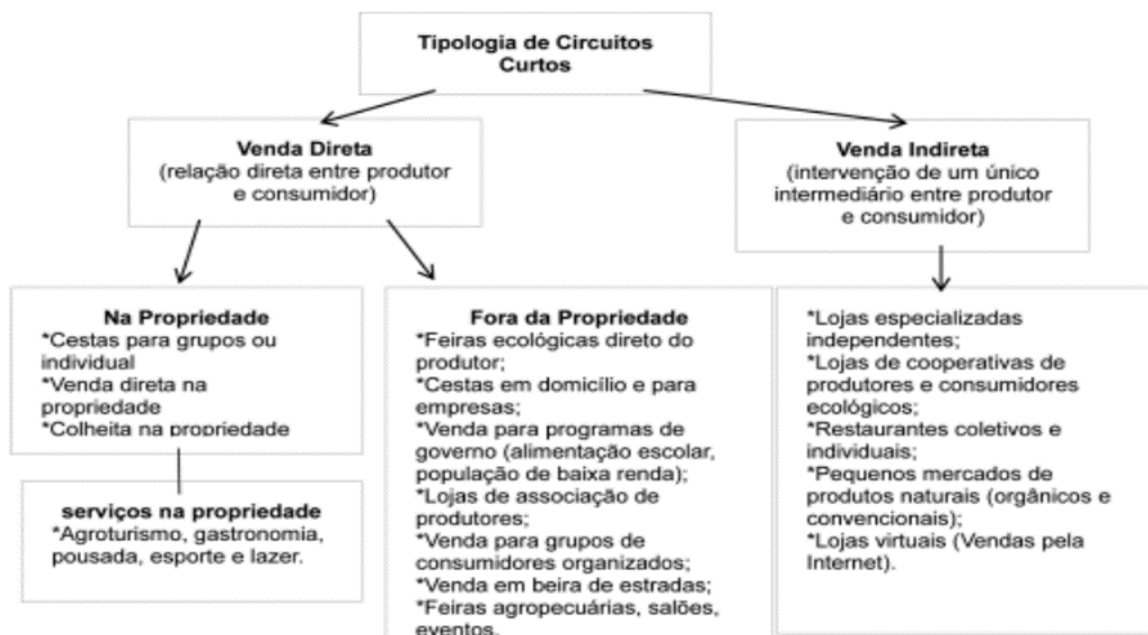 Tipologia de Circuitos
Curtos
Venda Direta
(relação direta entre produtor
e consumidor)
Venda Indireta
(intervenção de um único
intermediário entre produtor
e consumidor)
Na Propriedade
*Cestas para grupos ou
individual
*Venda direta na
propriedade
*Colheita na propriedade
serviços na propriedade
*Agroturismo, gastronomia,
pousada, esporte e lazer.
Fora da Propriedade
*Feiras ecológicas direto do
produtor;
*Cestas em domicílio e para
empresas;
*Venda para programas de
governo (alimentação escolar,
população de baixa renda);
*Lojas de associação de
produtores;
*Venda para grupos de
consumidores organizados;
*Venda em beira de estradas;
*Feiras agropecuárias, salões,
eventos.
*Lojas especializadas
independentes;
*Lojas de cooperativas de
produtores e consumidores
ecológicos;
*Restaurantes coletivos e
individuais;
*Pequenos mercados de
produtos naturais (orgânicos e
convencionais);
*Lojas virtuais (Vendas pela
Internet).